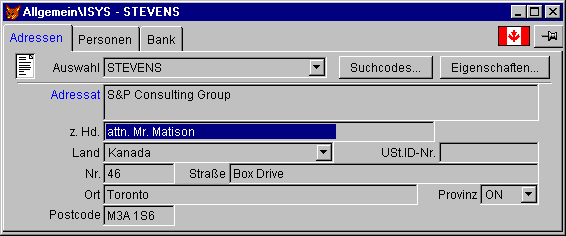 Allgemein\ISYS - STEVENS
Adressen Personen Bank
Auswahl STEVENS Suchcodes... Eigenschaften...
Adressat S&P Consulting Group
z. Hd. attn. Mr. Matison
Land Kanada USt.ID-Nr.
Nr. 46 Straße Box Drive
Ort Toronto Provinz ON
Postcode M3A 1S6